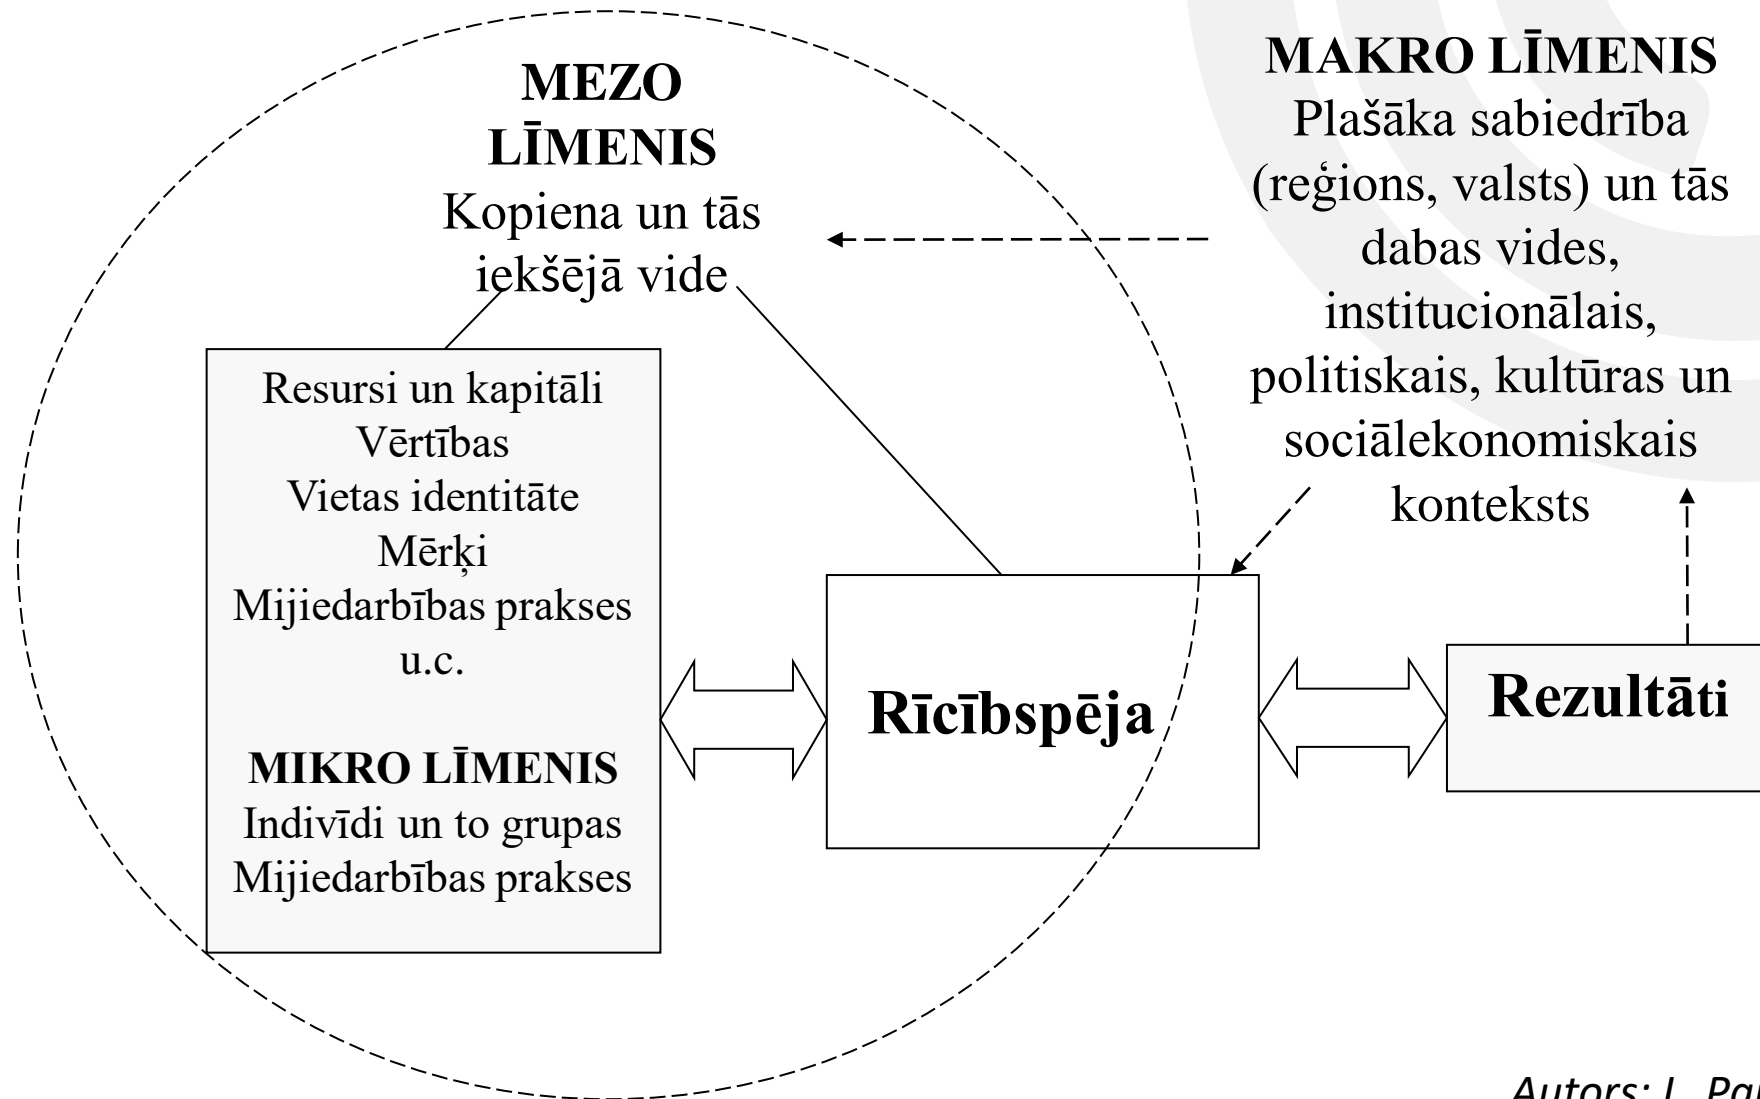 MEZO
LĪMENIS
Kopiena un tās
iekšējā vide
MAKRO LĪMENIS
Plašāka sabiedrība
(reģions, valsts) un tās
dabas vides,
institucionālais,
politiskais, kultūras un
sociālekonomiskais
konteksts
Resursi un kapitāli
Vērtības
Vietas identitāte
Mērķi
Mijiedarbības prakses
u.c.
MIKRO LĪMENIS
Indivīdi un to grupas
Mijiedarbības prakses
Rīcībspēja
Rezultāti
Autors: L.